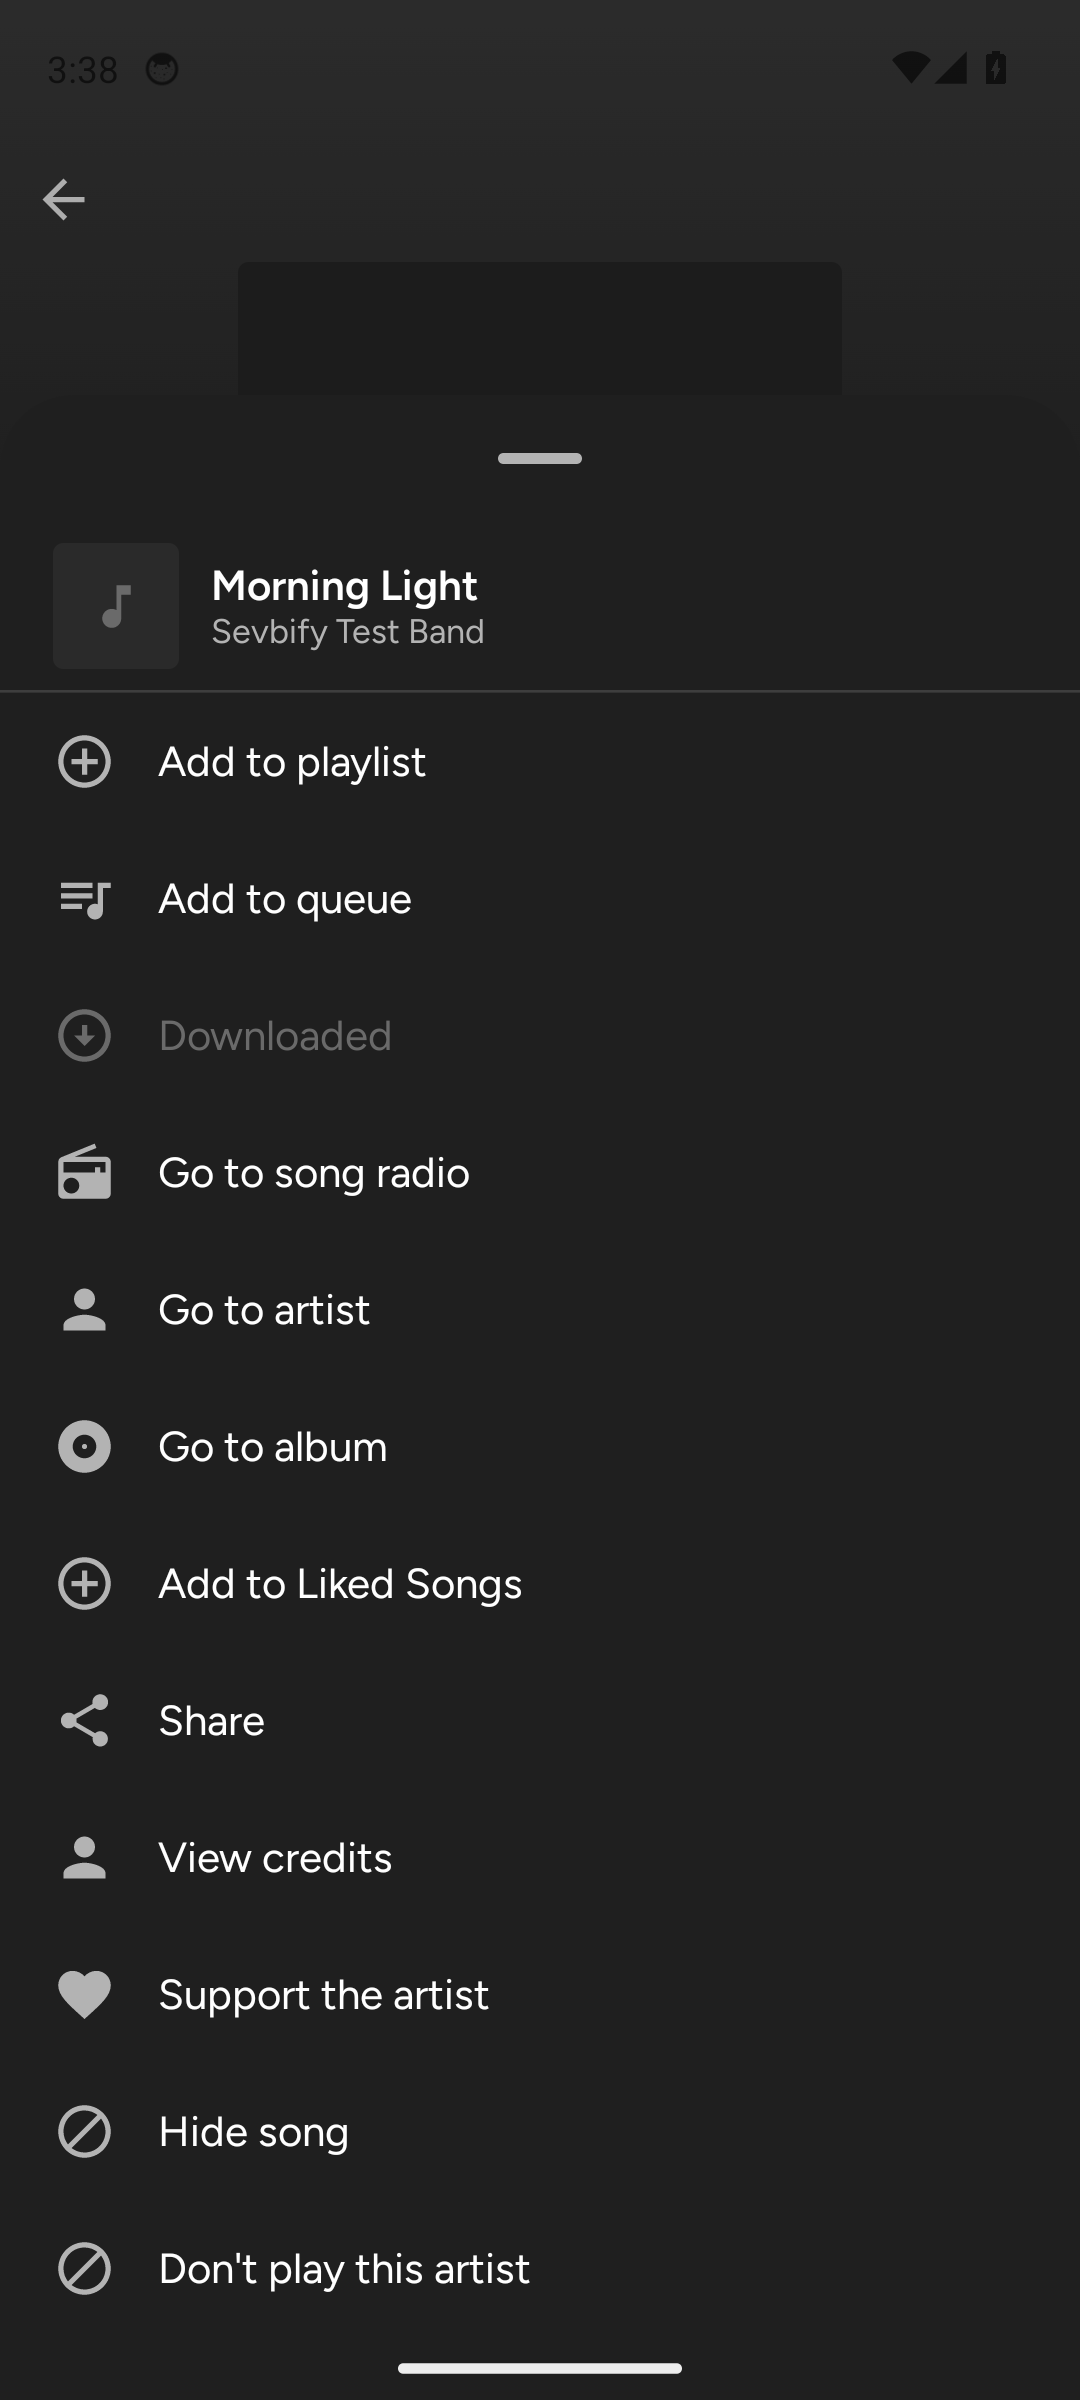 3:38
Morning Light
Sevbify Test Band
Add to playlist
Add to queue
Downloaded
Go to song radio
Go to artist
Go to album
Add to Liked Songs
Share
View credits
Support the artist
Hide song
Don't play this artist